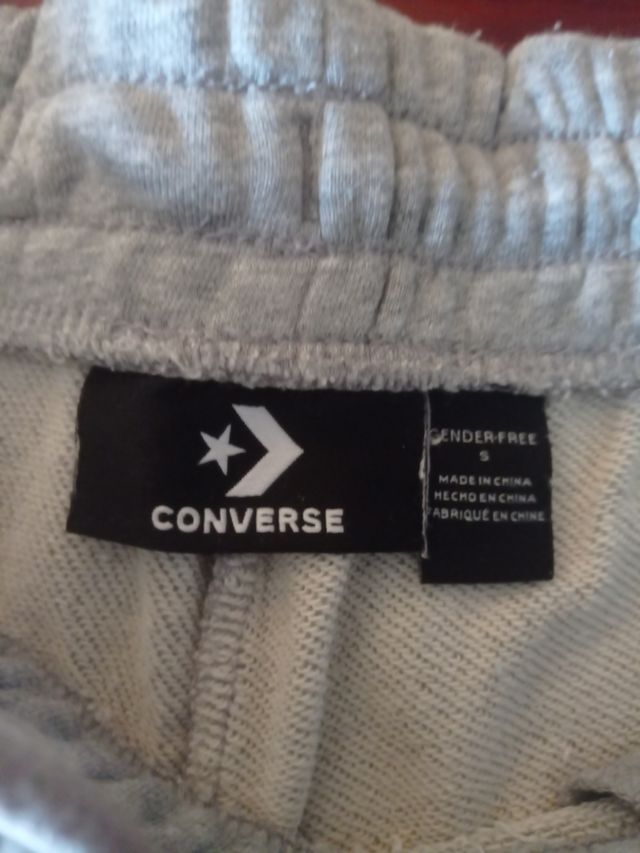 CONVERSE
GENDER-FREE
S
MADE IN CHINA
HECHO EN CHINA
FABRIQUÉ EN CHINE